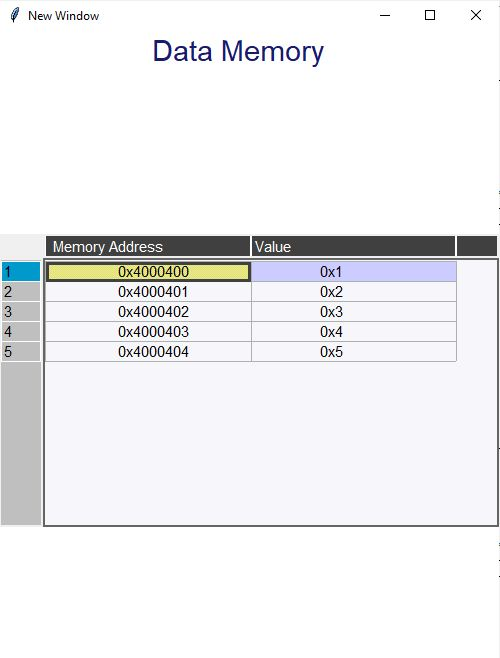 New Window
Data Memory
Memory Address Value
1 0x4000400 0x1
2 0x4000401 0x2
3 0x4000402 0x3
4 0x4000403 0x4
5 0x4000404 0x5